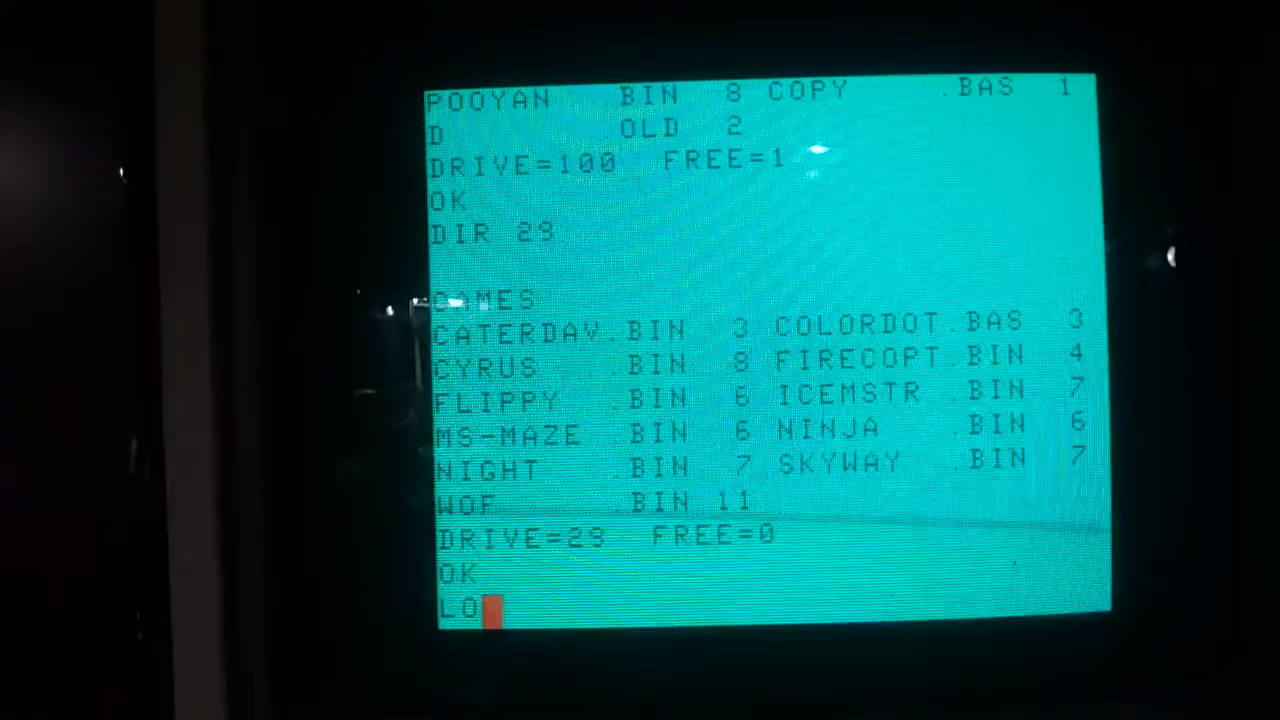 POOYAN .BIN 8 COPY .BAS 1
D .OLD 2
DRIVE=100 FREE=1
OK
DIR 29

GAMES
CATERDAV.BIN 3 COLORDOT.BAS 3
CYRUS .BIN 8 FIRECOPT.BIN 4
FLIPPY .BIN 6 ICEMSTR .BIN 7
MS-MAZE .BIN 6 NINJA .BIN 6
NIGHT .BIN 7 SKYWAY .BIN 7
WOF .BIN 11
DRIVE=29 FREE=0
OK
LO